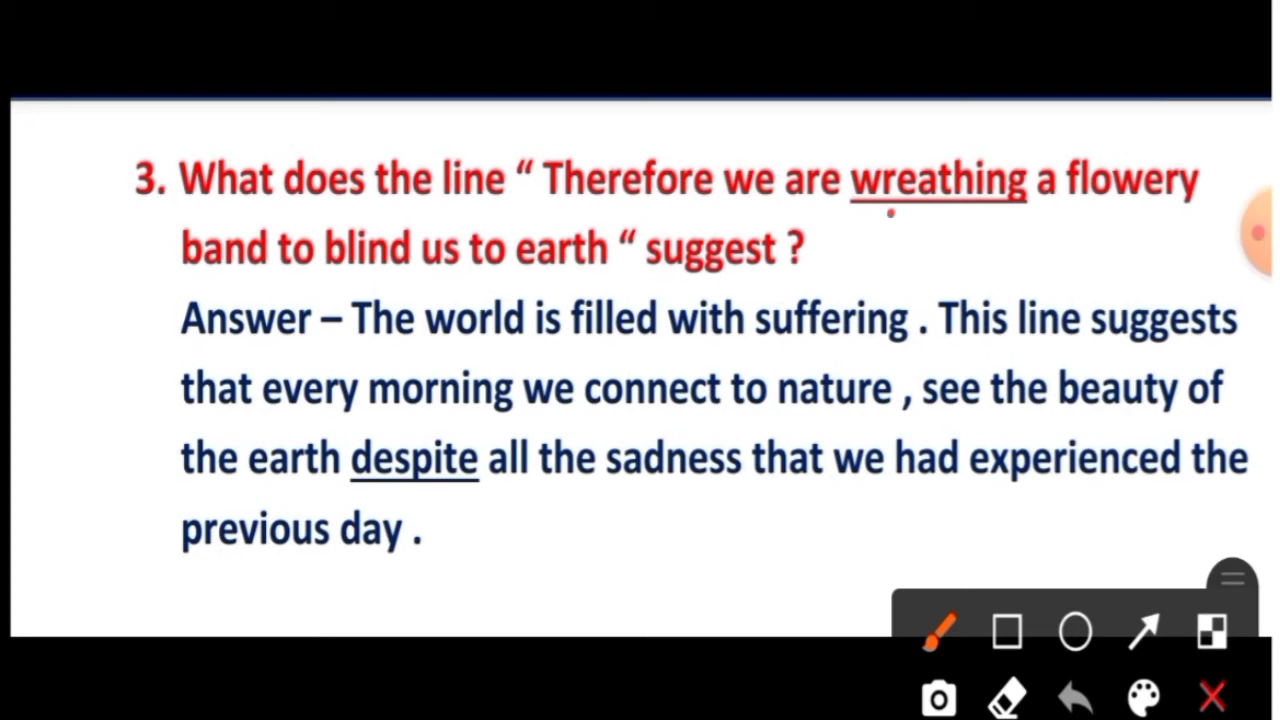 3. What does the line “ Therefore we are wreathing a flowery
band to blind us to earth “ suggest ?
Answer – The world is filled with suffering . This line suggests
that every morning we connect to nature , see the beauty of
the earth despite all the sadness that we had experienced the
previous day .